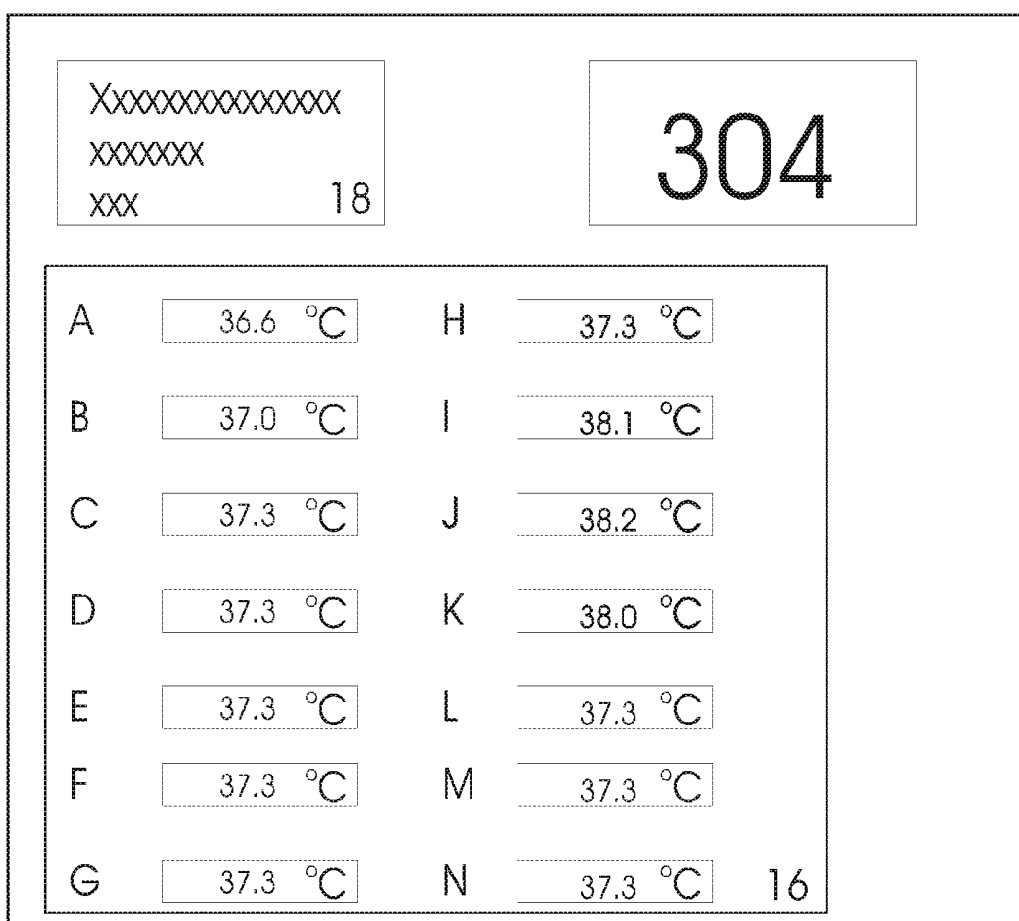 Xxxxxxxxxxxxxxx
xxxxxxx
xxx 18
304
A 36.6 °C H 37.3 °C
B 37.0 °C I 38.1 °C
C 37.3 °C J 38.2 °C
D 37.3 °C K 38.0 °C
E 37.3 °C L 37.3 °C
F 37.3 °C M 37.3 °C
G 37.3 °C N 37.3 °C 16